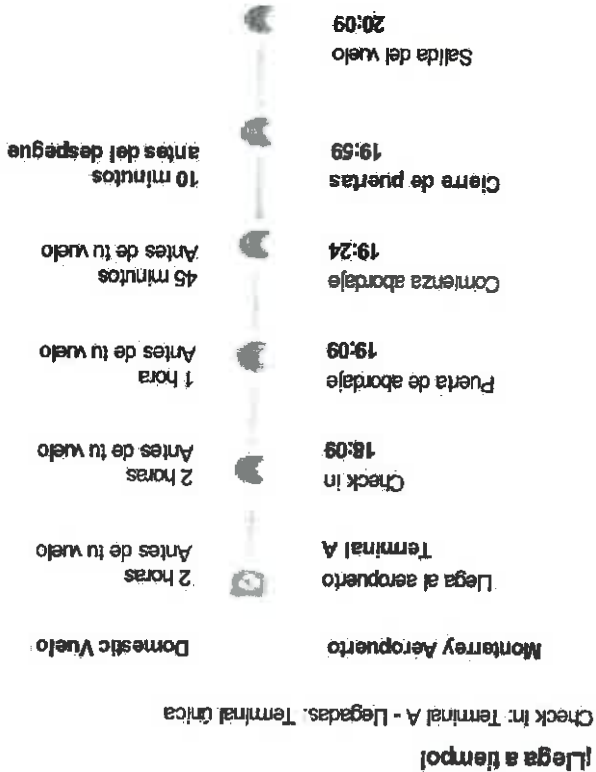 ¡Llega a tiempo!
Check in: Terminal A - Llegadas. Terminal única
Monterrey Aeropuerto
Domestic Vuelo
Llega al aeropuerto
Terminal A
2 horas
Antes de tu vuelo
Check in
18:09
2 horas
Antes de tu vuelo
Puerta de abordaje
19:09
1 hora
Antes de tu vuelo
Comienza abordaje
19:24
45 minutos
Antes de tu vuelo
Cierre de puertas
19:59
10 minutos
antes del despegue
Salida del vuelo
20:09